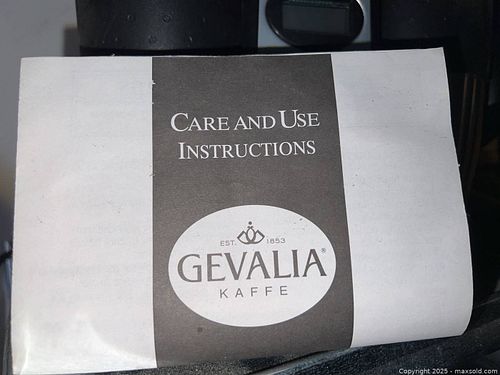 CARE AND USE
INSTRUCTIONS
EST. 1853
GEVALIA®
KAFFE
Copyright 2025 - maxsold.com